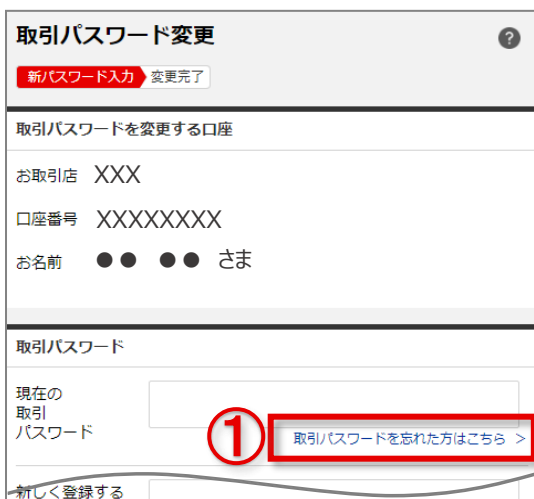 取引パスワード変更 ?
新パスワード入力 変更完了
取引パスワードを変更する口座
お取引店 XXX
口座番号 XXXXXXXX
お名前 ●● ●● さま
取引パスワード
現在の
取引
パスワード
① 取引パスワードを忘れた方はこちら >
新しく登録する